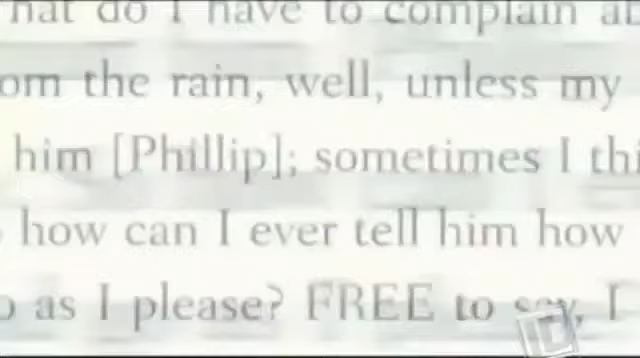 hat do I have to complain a
om the rain, well, unless my
him [Phillip]; sometimes I thi
how can I ever tell him how
o as I please? FREE to say, I
ID